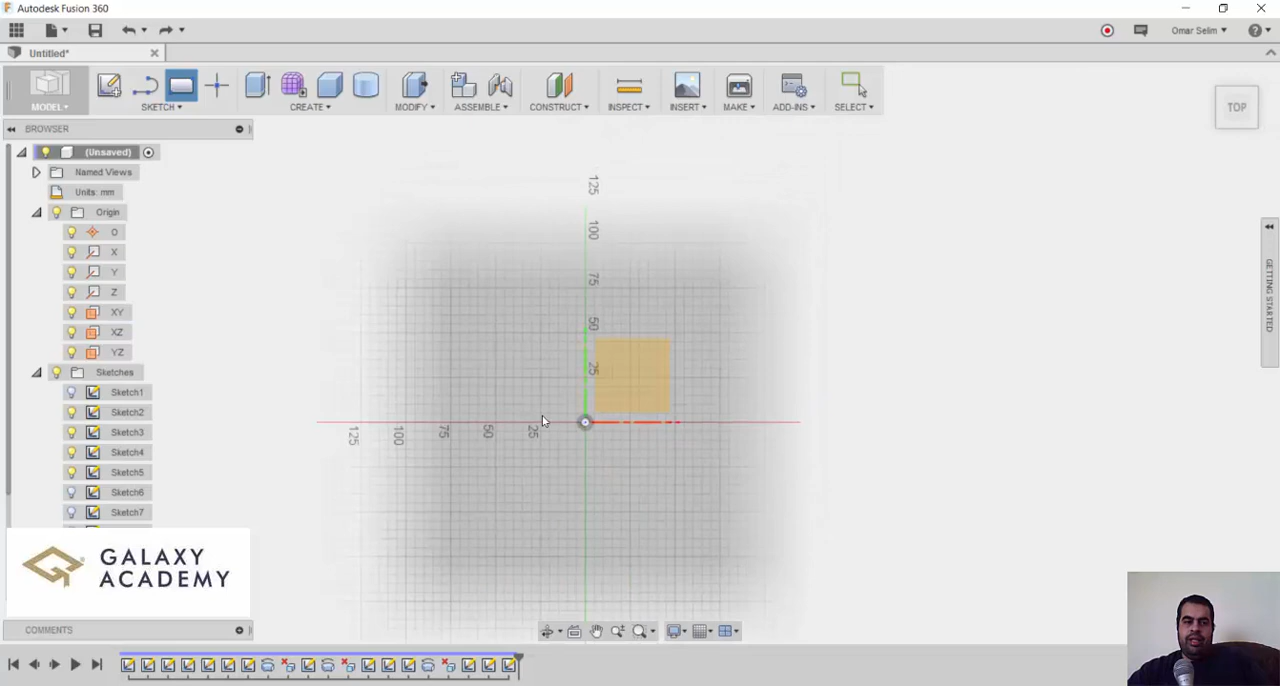 Autodesk Fusion 360
Omar Selim
Untitled*
MODEL
SKETCH
CREATE
MODIFY
ASSEMBLE
CONSTRUCT
INSPECT
INSERT
MAKE
ADD-INS
SELECT
TOP
BROWSER
(Unsaved)
Named Views
Units: mm
Origin
O
X
Y
Z
XY
XZ
YZ
Sketches
Sketch1
Sketch2
Sketch3
Sketch4
Sketch5
Sketch6
Sketch7
125
100
75
50
25
125
100
75
50
25
GETTING STARTED
GALAXY
ACADEMY
COMMENTS